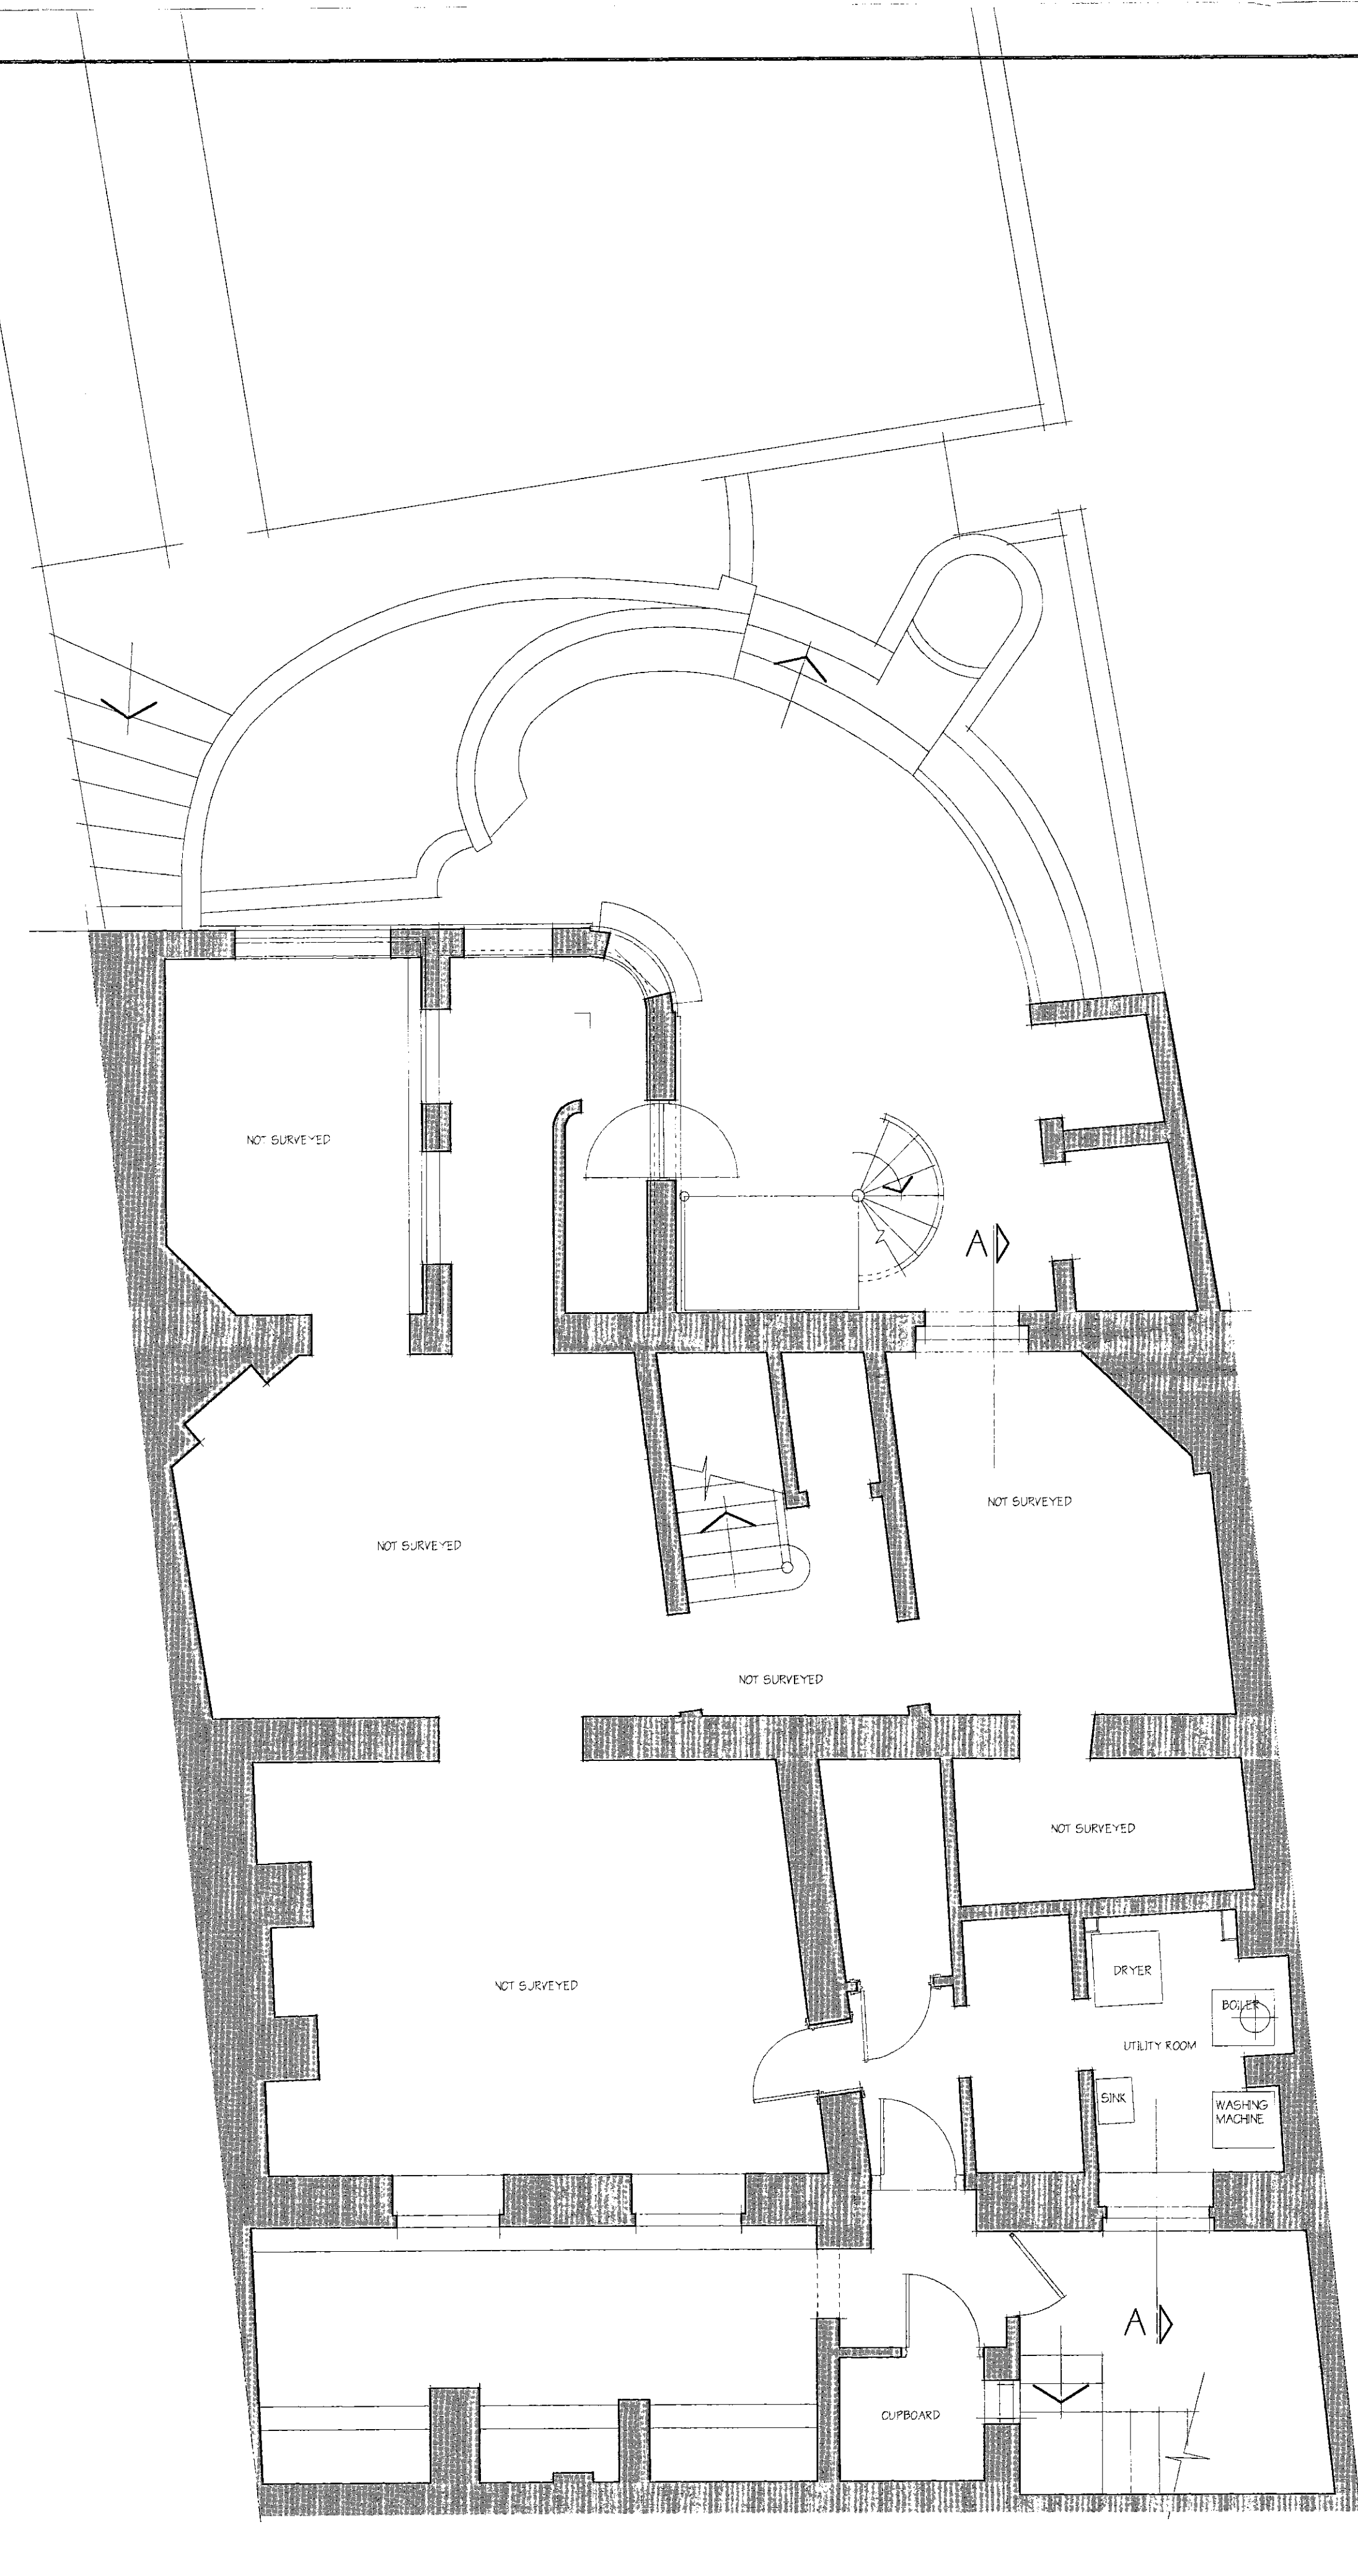 NOT SURVEYED
A
NOT SURVEYED
NOT SURVEYED
NOT SURVEYED
NOT SURVEYED
DRYER
NOT SURVEYED
BOILER
UTILITY ROOM
SINK
WASHING
MACHINE
A
CUPBOARD